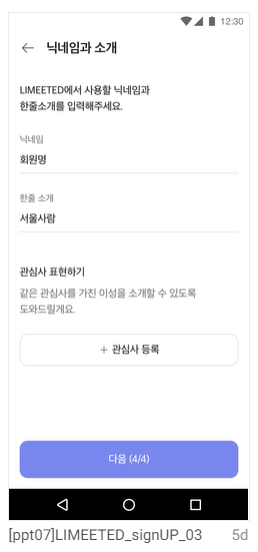 12:30
← 닉네임과 소개
LIMEETED에서 사용할 닉네임과
한줄소개를 입력해주세요.
닉네임
회원명
한줄 소개
서울사람
관심사 표현하기
같은 관심사를 가진 이성을 소개할 수 있도록
도와드릴게요.
+ 관심사 등록
다음 (4/4)
[ppt07]LIMEETED_signUP_03 5d